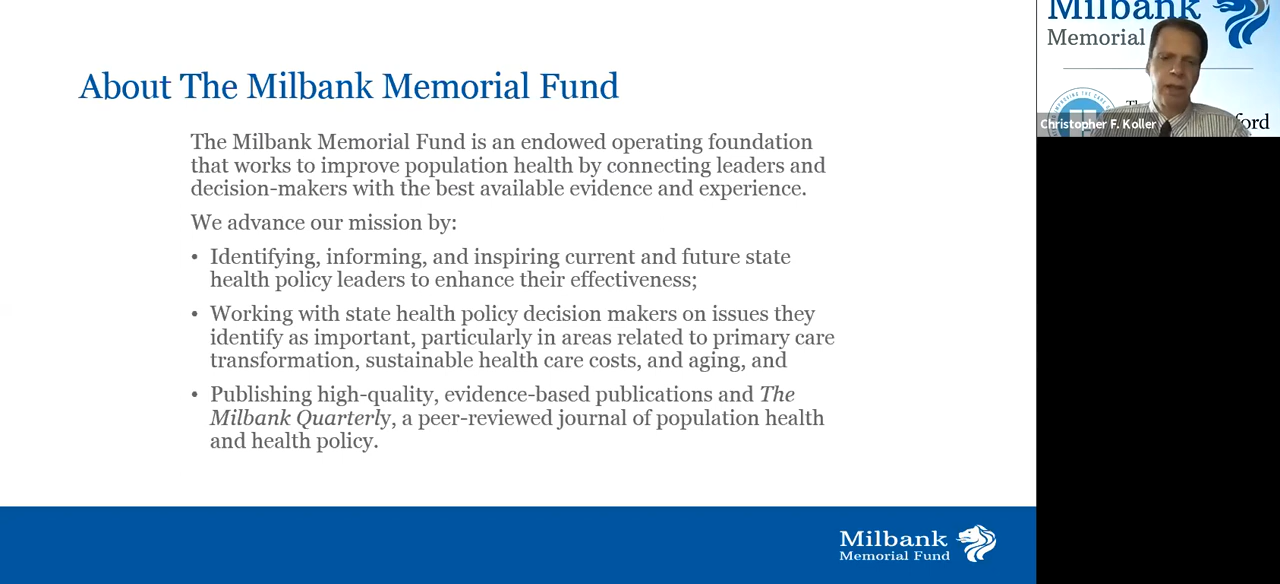 About The Milbank Memorial Fund
The Milbank Memorial Fund is an endowed operating foundation
that works to improve population health by connecting leaders and
decision-makers with the best available evidence and experience.
We advance our mission by:
• Identifying, informing, and inspiring current and future state
health policy leaders to enhance their effectiveness;
• Working with state health policy decision makers on issues they
identify as important, particularly in areas related to primary care
transformation, sustainable health care costs, and aging, and
• Publishing high-quality, evidence-based publications and The
Milbank Quarterly, a peer-reviewed journal of population health
and health policy.
Milbank
Memorial Fund
Milbank
Memorial
Christopher F. Koller